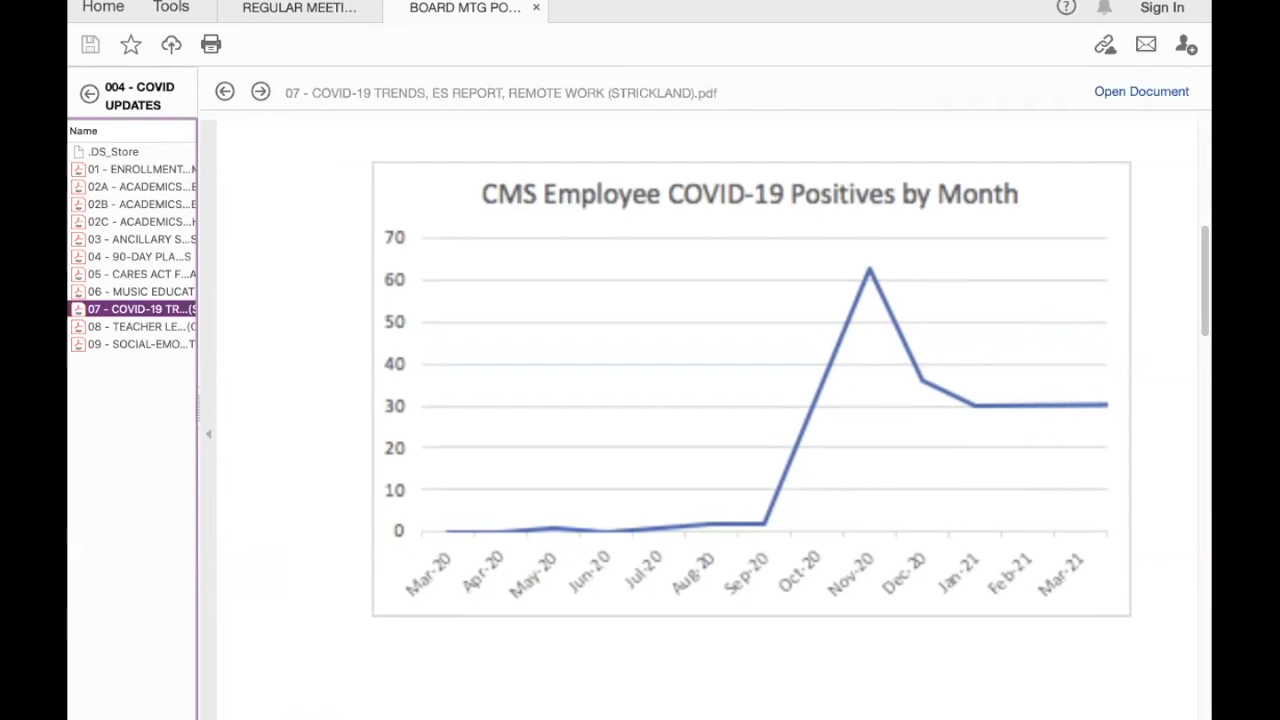 Home Tools REGULAR MEETI... BOARD MTG PO... × Sign In
004 - COVID UPDATES
07 - COVID-19 TRENDS, ES REPORT, REMOTE WORK (STRICKLAND).pdf Open Document
Name
.DS_Store
01 - ENROLLMENT...M
02A - ACADEMICS...E
02B - ACADEMICS...E
02C - ACADEMICS...H
03 - ANCILLARY S...S
04 - 90-DAY PLA...S
05 - CARES ACT F...A
06 - MUSIC EDUCAT
07 - COVID-19 TR...(S
08 - TEACHER LE...(C
09 - SOCIAL-EMO...T
CMS Employee COVID-19 Positives by Month
70
60
50
40
30
20
10
0
Mar-20 Apr-20 May-20 Jun-20 Jul-20 Aug-20 Sep-20 Oct-20 Nov-20 Dec-20 Jan-21 Feb-21 Mar-21